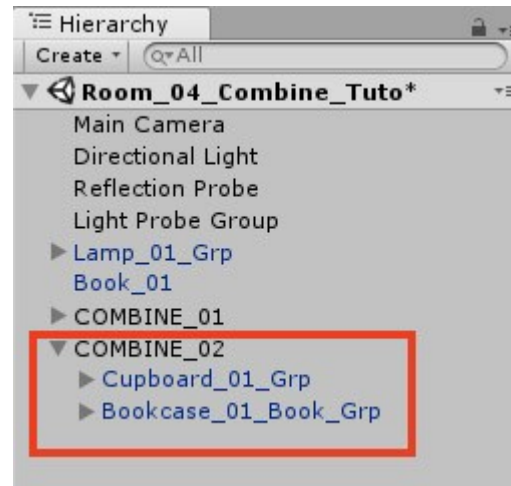 Hierarchy
Create All
Room_04_Combine_Tuto*
Main Camera
Directional Light
Reflection Probe
Light Probe Group
Lamp_01_Grp
Book_01
COMBINE_01
COMBINE_02
Cupboard_01_Grp
Bookcase_01_Book_Grp